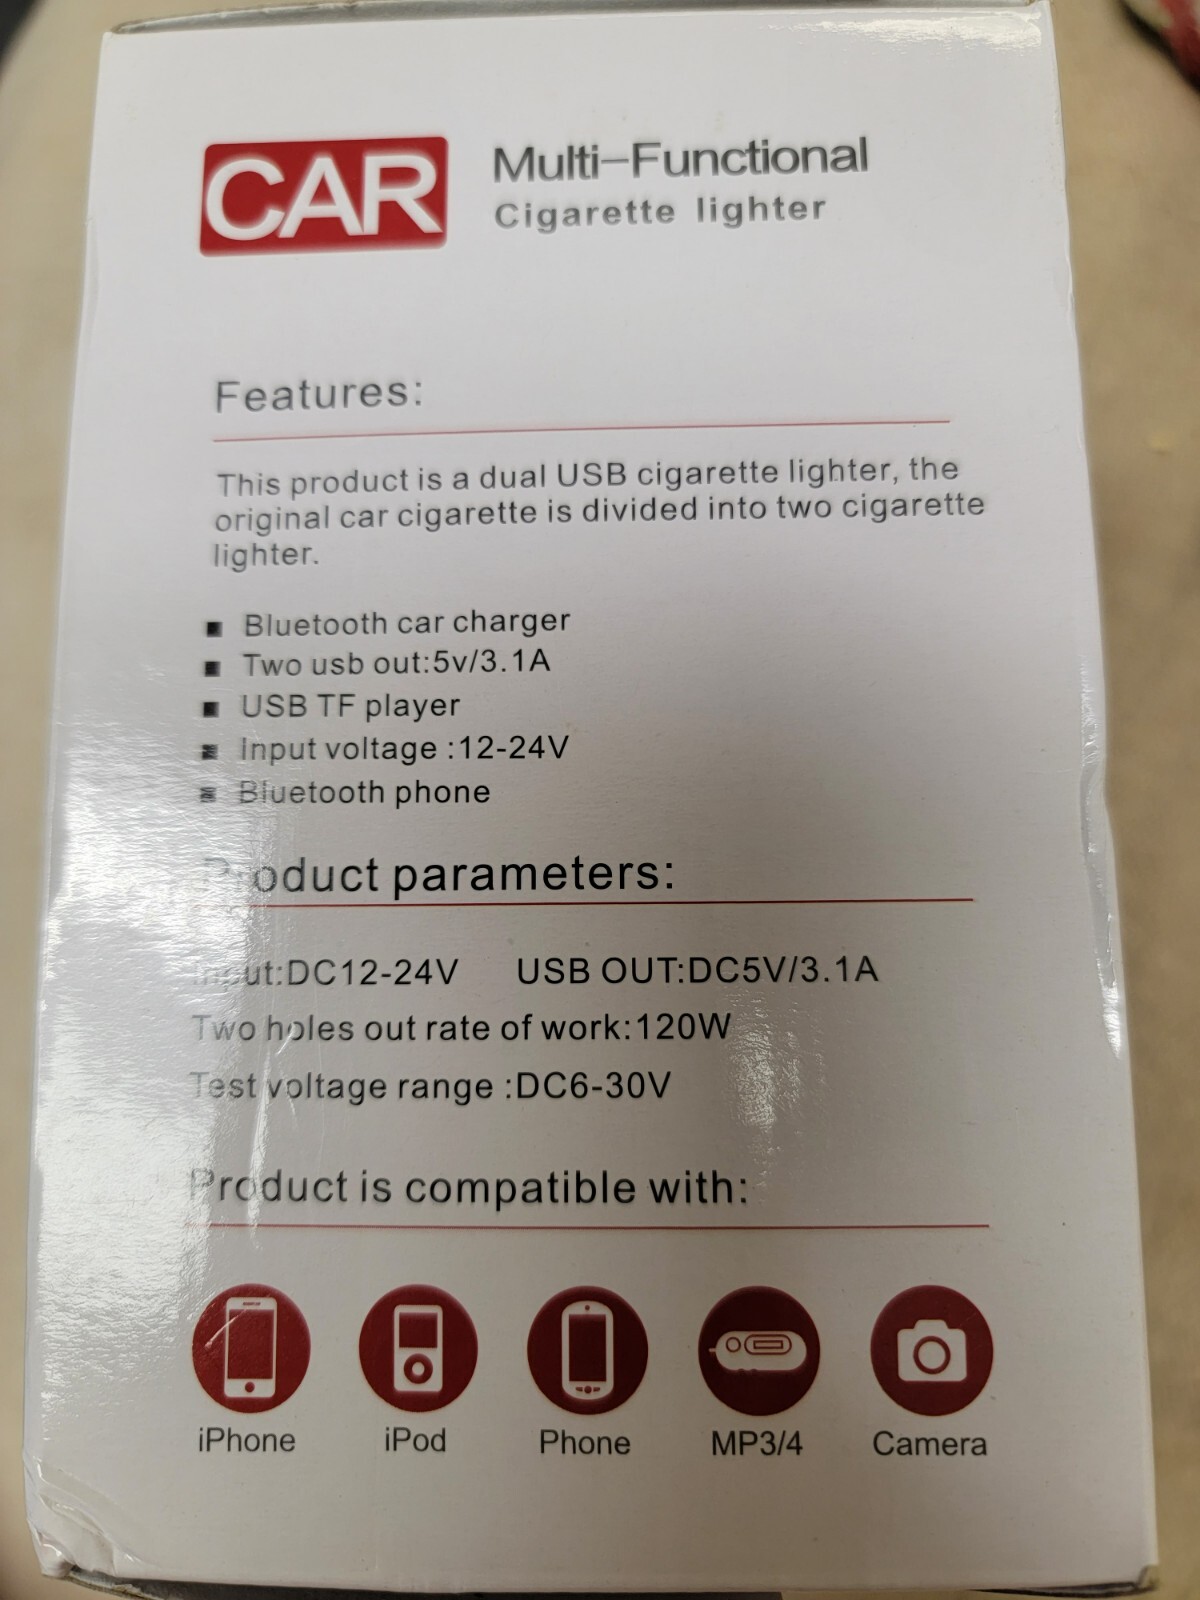 CAR
Multi-Functional
Cigarette lighter
Features:
This product is a dual USB cigarette lighter, the
original car cigarette is divided into two cigarette
lighter.
■ Bluetooth car charger
■ Two usb out:5v/3.1A
■ USB TF player
■ Input voltage :12-24V
■ Bluetooth phone
Product parameters:
Input:DC12-24V USB OUT:DC5V/3.1A
Two holes out rate of work:120W
Test voltage range :DC6-30V
Product is compatible with:
iPhone iPod Phone MP3/4 Camera